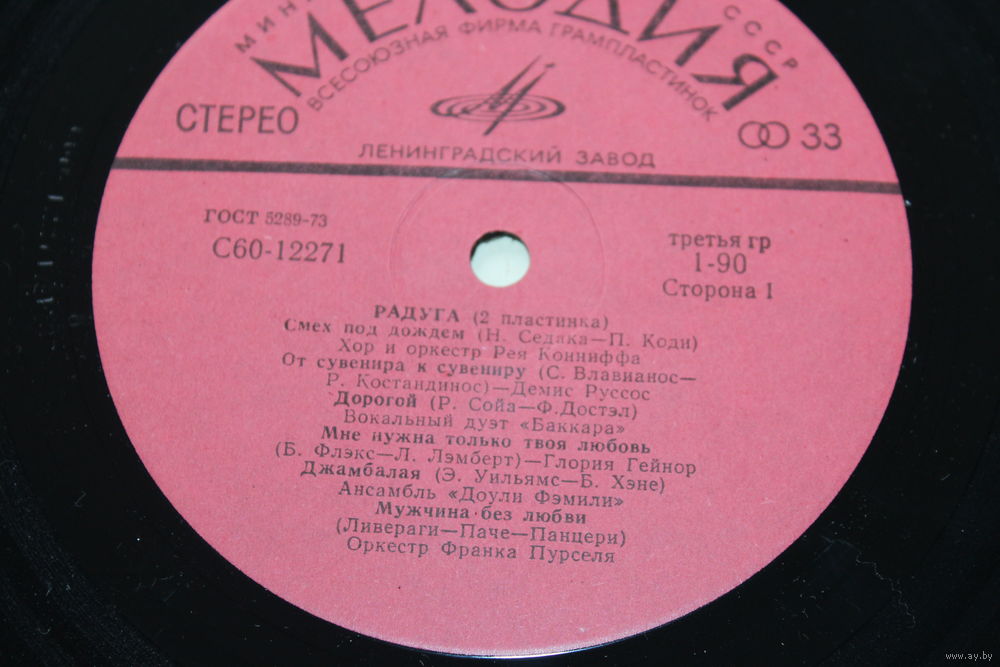 МИН СССР
МЕЛОДИЯ
ВСЕСОЮЗНАЯ ФИРМА ГРАМПЛАСТИНОК
СТЕРЕО
33
ЛЕНИНГРАДСКИЙ ЗАВОД
ГОСТ 5289-73
С60-12271
третья гр
1-90
Сторона 1
РАДУГА (2 пластинка)
Смех под дождем (Н. Седака—П. Коди)
Хор и оркестр Рея Конниффа
От сувенира к сувениру (С. Влавианос—
Р. Костандинос)—Демис Руссос
Дорогой (Р. Сойа—Ф.Достэл)
Вокальный дуэт «Баккара»
Мне нужна только твоя любовь
(Б. Флэкс—Л. Лэмберт)—Глория Гейнор
Джамбалая (Э. Уильямс—Б. Хэне)
Ансамбль «Доули Фэмили»
Мужчина без любви
(Ливераги—Паче—Панцери)
Оркестр Франка Пурселя
www.ay.by